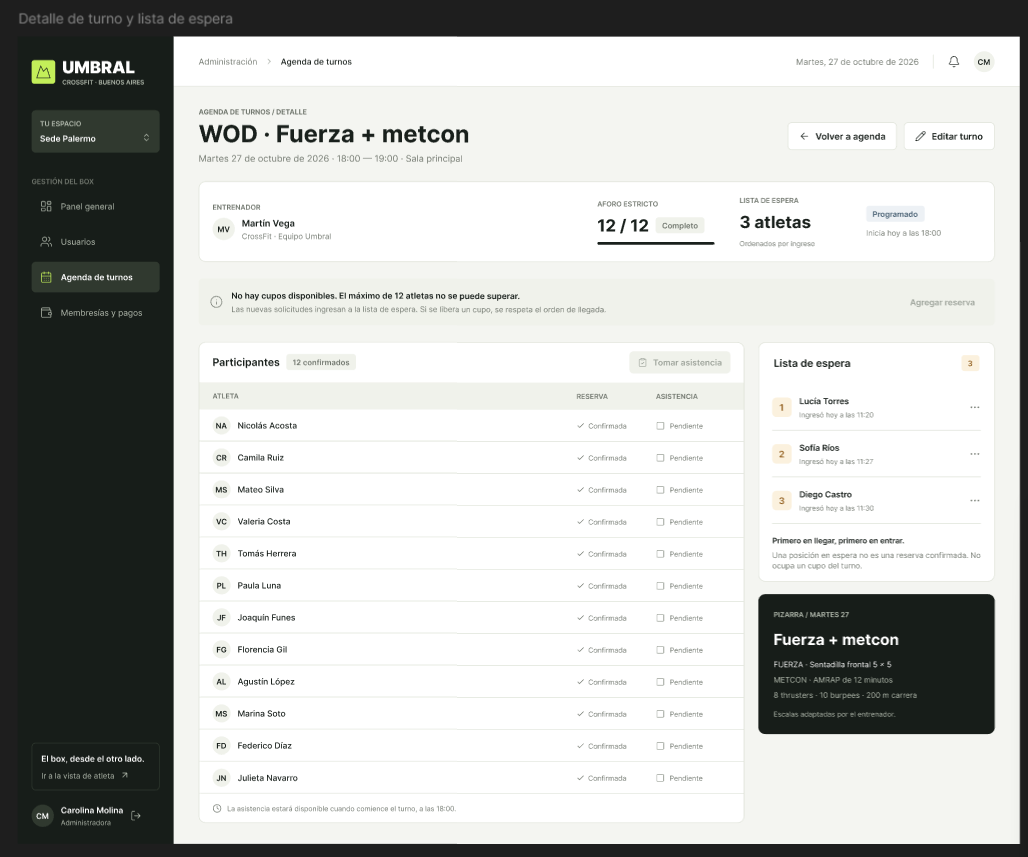 Detalle de turno y lista de espera
UMBRAL
CROSSFIT · BUENOS AIRES
TU ESPACIO
Sede Palermo
GESTIÓN DEL BOX
Panel general
Usuarios
Agenda de turnos
Membresías y pagos
El box, desde el otro lado.
Ir a la vista de atleta
CM
Carolina Molina
Administradora
Administración > Agenda de turnos
Martes, 27 de octubre de 2026
CM
AGENDA DE TURNOS / DETALLE
WOD · Fuerza + metcon
Martes 27 de octubre de 2026 · 18:00 — 19:00 · Sala principal
Volver a agenda
Editar turno
ENTRENADOR
MV
Martín Vega
CrossFit · Equipo Umbral
AFORO ESTRICTO
12 / 12 Completo
LISTA DE ESPERA
3 atletas
Ordenados por ingreso
Programado
Inicia hoy a las 18:00
No hay cupos disponibles. El máximo de 12 atletas no se puede superar.
Las nuevas solicitudes ingresan a la lista de espera. Si se libera un cupo, se respeta el orden de llegada.
Agregar reserva
Participantes 12 confirmados
Tomar asistencia
ATLETA RESERVA ASISTENCIA
NA Nicolás Acosta Confirmada Pendiente
CR Camila Ruiz Confirmada Pendiente
MS Mateo Silva Confirmada Pendiente
VC Valeria Costa Confirmada Pendiente
TH Tomás Herrera Confirmada Pendiente
PL Paula Luna Confirmada Pendiente
JF Joaquín Funes Confirmada Pendiente
FG Florencia Gil Confirmada Pendiente
AL Agustín López Confirmada Pendiente
MS Marina Soto Confirmada Pendiente
FD Federico Díaz Confirmada Pendiente
JN Julieta Navarro Confirmada Pendiente
La asistencia estará disponible cuando comience el turno, a las 18:00.
Lista de espera 3
1 Lucía Torres
Ingresó hoy a las 11:20
2 Sofía Ríos
Ingresó hoy a las 11:27
3 Diego Castro
Ingresó hoy a las 11:30
Primero en llegar, primero en entrar.
Una posición en espera no es una reserva confirmada. No
ocupa un cupo del turno.
PIZARRA / MARTES 27
Fuerza + metcon
FUERZA · Sentadilla frontal 5 × 5
METCON · AMRAP de 12 minutos
8 thrusters · 10 burpees · 200 m carrera
Escalas adaptadas por el entrenador.